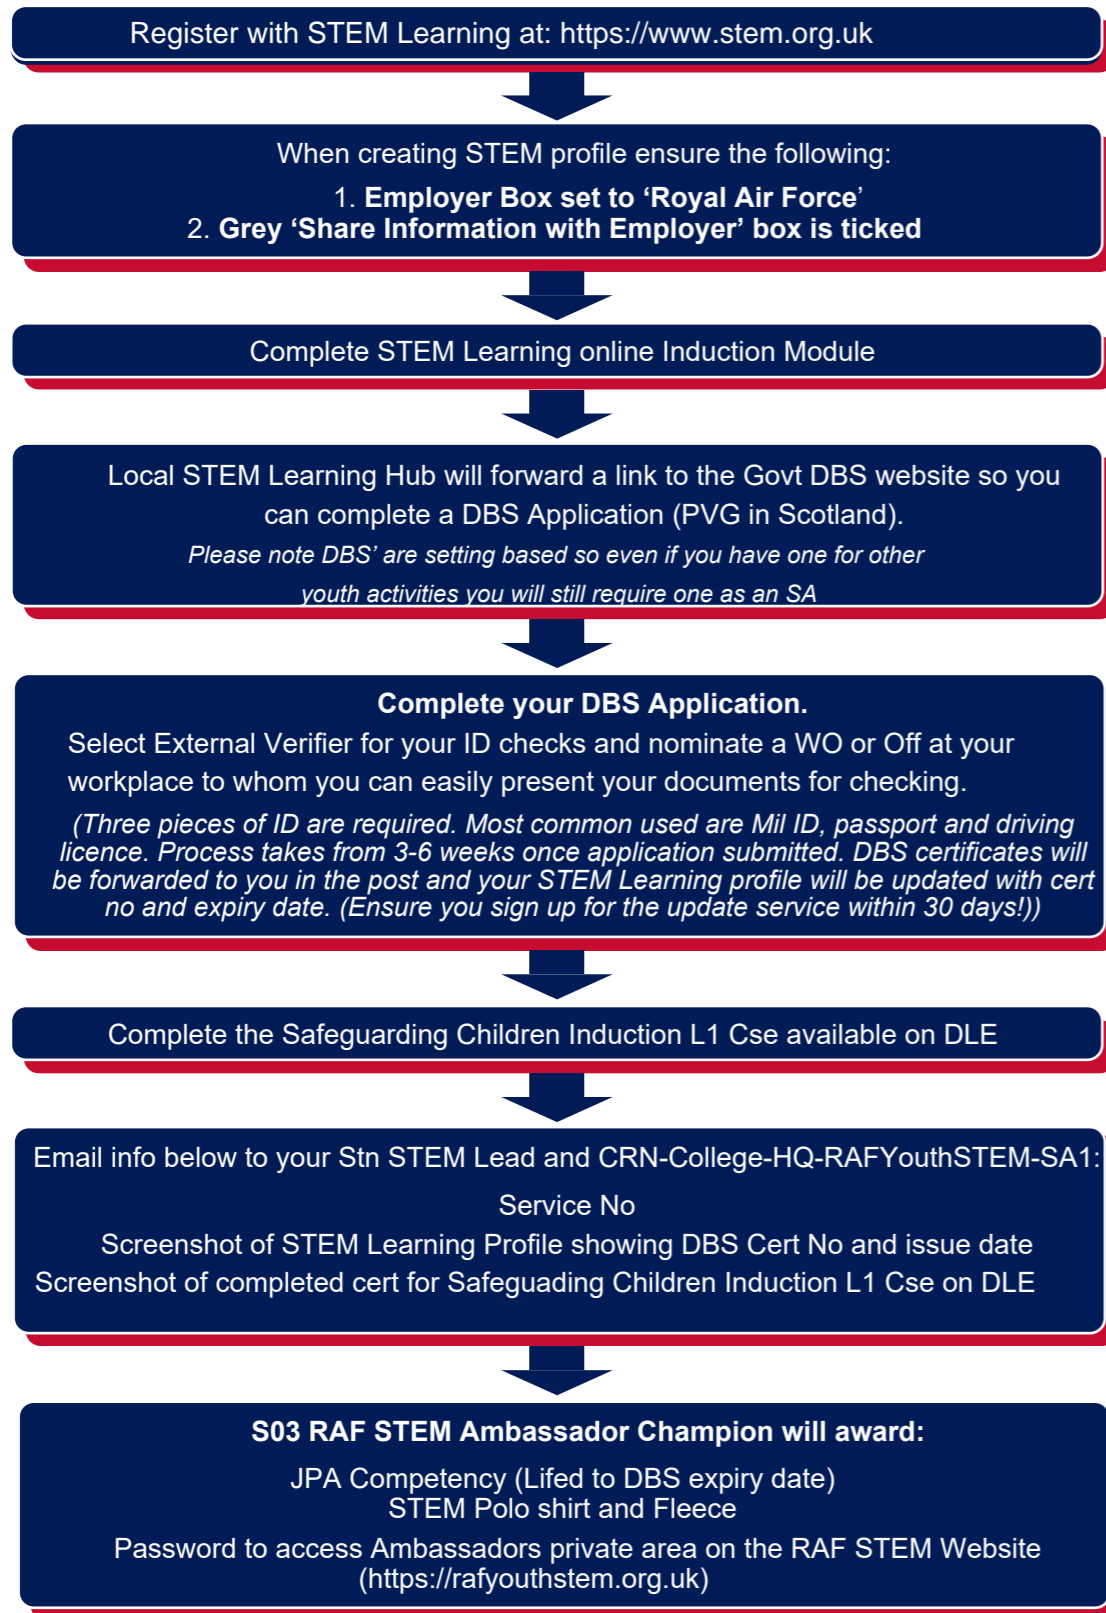 Register with STEM Learning at: https://www.stem.org.uk
When creating STEM profile ensure the following:
1. Employer Box set to ‘Royal Air Force’
2. Grey ‘Share Information with Employer’ box is ticked
Complete STEM Learning online Induction Module
Local STEM Learning Hub will forward a link to the Govt DBS website so you
can complete a DBS Application (PVG in Scotland).
Please note DBS’ are setting based so even if you have one for other
youth activities you will still require one as an SA
Complete your DBS Application.
Select External Verifier for your ID checks and nominate a WO or Off at your
workplace to whom you can easily present your documents for checking.
(Three pieces of ID are required. Most common used are Mil ID, passport and driving
licence. Process takes from 3-6 weeks once application submitted. DBS certificates will
be forwarded to you in the post and your STEM Learning profile will be updated with cert
no and expiry date. (Ensure you sign up for the update service within 30 days!))
Complete the Safeguarding Children Induction L1 Cse available on DLE
Email info below to your Stn STEM Lead and CRN-College-HQ-RAFYouthSTEM-SA1:
Service No
Screenshot of STEM Learning Profile showing DBS Cert No and issue date
Screenshot of completed cert for Safeguading Children Induction L1 Cse on DLE
S03 RAF STEM Ambassador Champion will award:
JPA Competency (Lifed to DBS expiry date)
STEM Polo shirt and Fleece
Password to access Ambassadors private area on the RAF STEM Website
(https://rafyouthstem.org.uk)